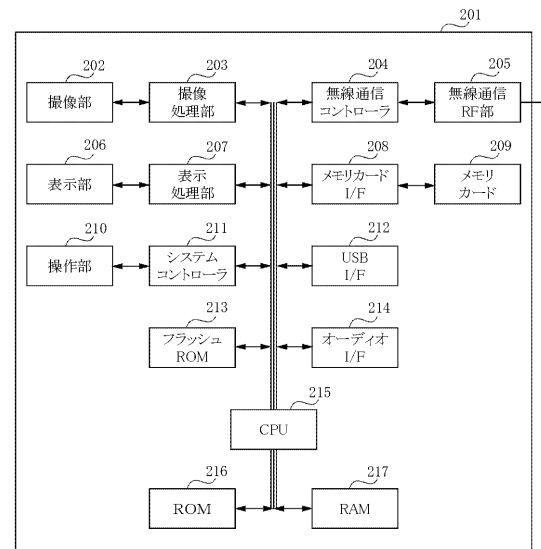 201
202
203
204
205
撮像部
撮像
処理部
無線通信
コントローラ
無線通信
RF部
206
207
208
209
表示部
表示
処理部
メモリカード
I/F
メモリ
カード
210
211
212
操作部
システム
コントローラ
USB
I/F
213
214
フラッシュ
ROM
オーディオ
I/F
215
CPU
216
217
ROM
RAM